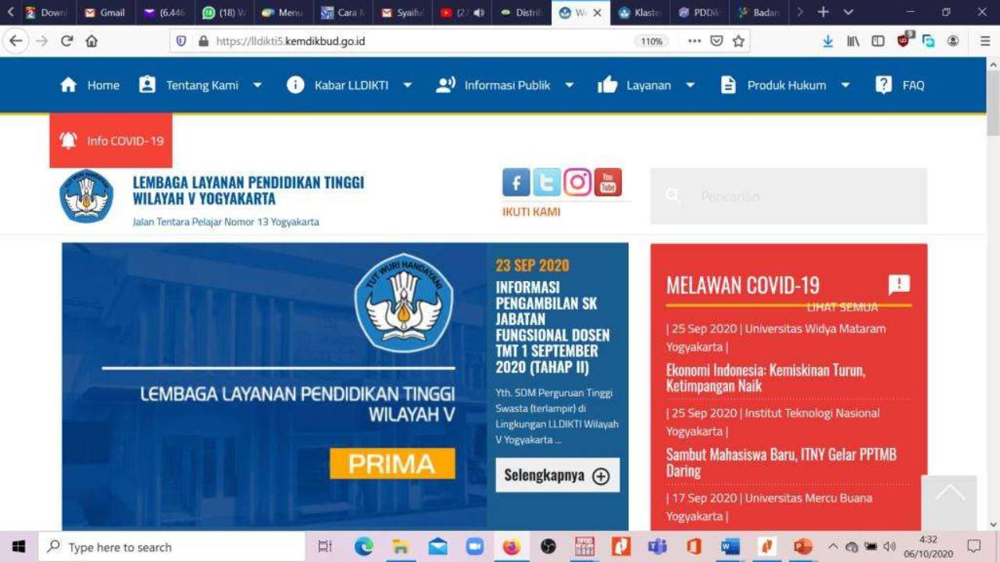 Downl
Gmail
(6.446
(18) W
Menu
Cara
Syaiful
(2
Distrib
We
Klaste
PDDik
Badan
https://lldikti5.kemdikbud.go.id
110%
Home
Tentang Kami
Kabar LLDIKTI
Informasi Publik
Layanan
Produk Hukum
FAQ
Info COVID-19
LEMBAGA LAYANAN PENDIDIKAN TINGGI
WILAYAH V YOGYAKARTA
Jalan Tentara Pelajar Nomor 13 Yogyakarta
You
Tube
IKUTI KAMI
Pencarian
TUT WURI HANDAYANI
LEMBAGA LAYANAN PENDIDIKAN TINGGI
WILAYAH V
PRIMA
23 SEP 2020
INFORMASI
PENGAMBILAN SK
JABATAN
FUNGSIONAL DOSEN
TMT 1 SEPTEMBER
2020 (TAHAP II)
Yth. SDM Perguruan Tinggi
Swasta (terlampir) di
Lingkungan LLDIKTI Wilayah
V Yogyakarta ...
Selengkapnya
MELAWAN COVID-19
LIHAT SEMUA
| 25 Sep 2020 | Universitas Widya Mataram
Yogyakarta |
Ekonomi Indonesia: Kemiskinan Turun,
Ketimpangan Naik
| 25 Sep 2020 | Institut Teknologi Nasional
Yogyakarta |
Sambut Mahasiswa Baru, ITNY Gelar PPTMB
Daring
| 17 Sep 2020 | Universitas Mercu Buana
Yogyakarta |
Type here to search
4:32
06/10/2020